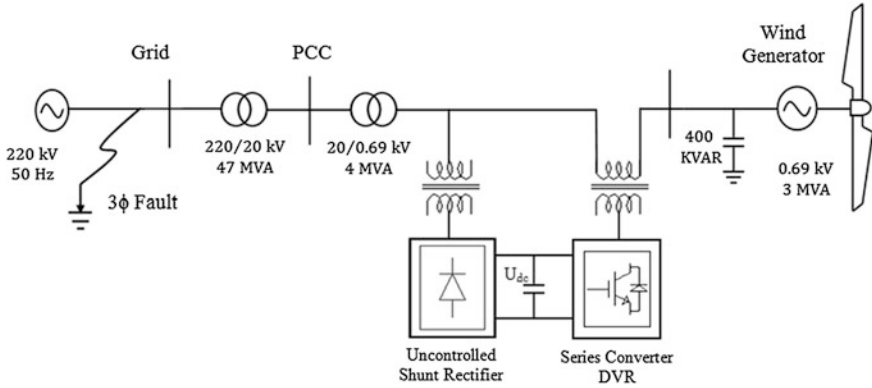 Wind
Generator
Grid
PCC
220 kV
50 Hz
3ϕ Fault
220/20 kV
47 MVA
20/0.69 kV
4 MVA
400
KVAR
0.69 kV
3 MVA
Udc
Uncontrolled
Shunt Rectifier
Series Converter
DVR